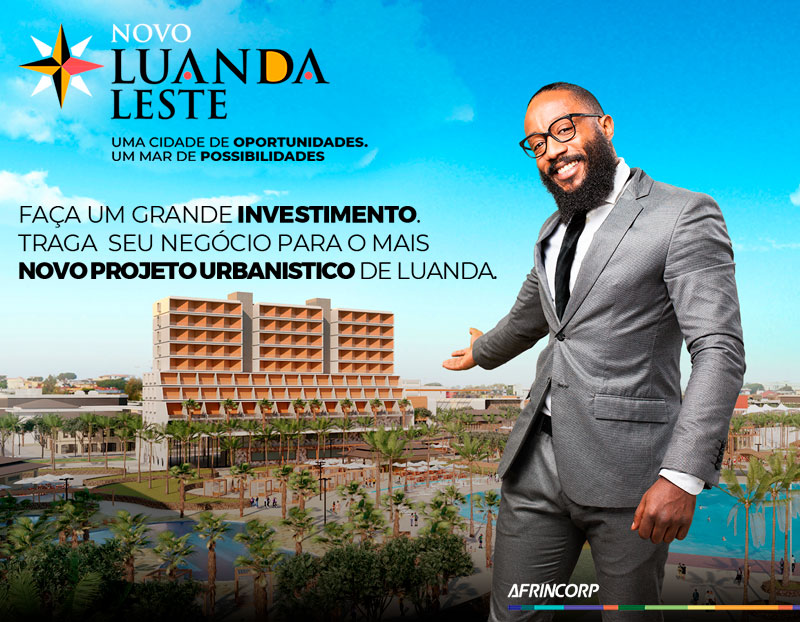 NOVO
LUANDA
LESTE
UMA CIDADE DE OPORTUNIDADES.
UM MAR DE POSSIBILIDADES
FAÇA UM GRANDE INVESTIMENTO.
TRAGA SEU NEGÓCIO PARA O MAIS
NOVO PROJETO URBANISTICO DE LUANDA.
AFRINCORP